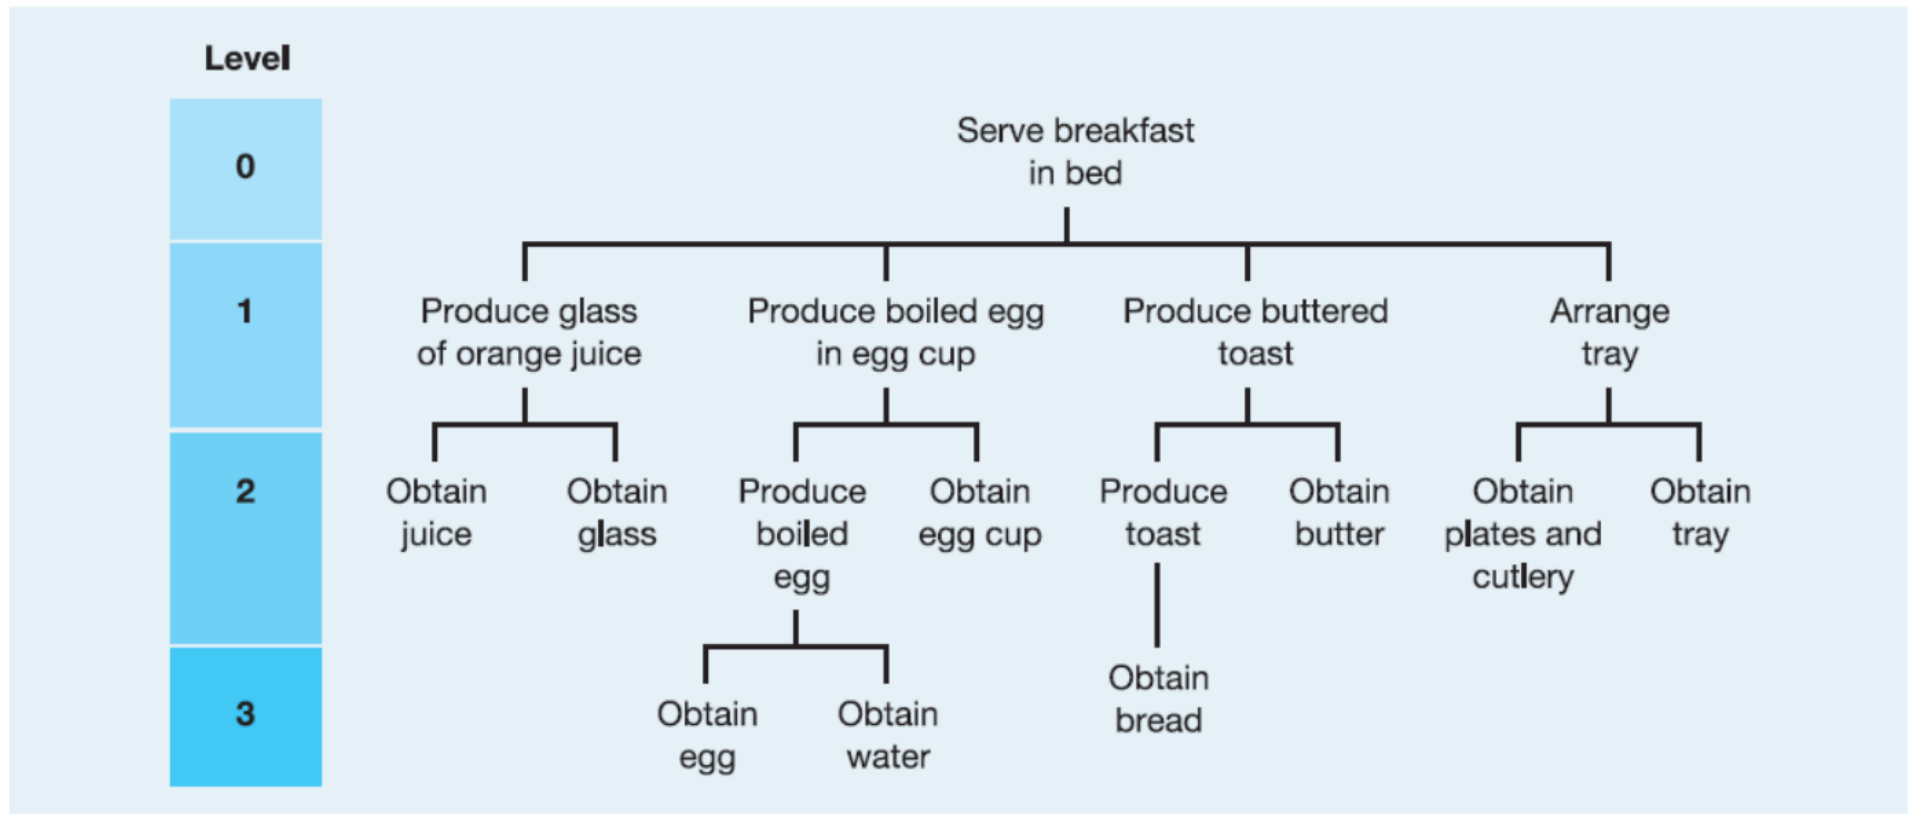 Level
0
Serve breakfast
in bed
1
Produce glass
of orange juice
Produce boiled egg
in egg cup
Produce buttered
toast
Arrange
tray
2
Obtain
juice
Obtain
glass
Produce
boiled
egg
Obtain
egg cup
Produce
toast
Obtain
butter
Obtain
plates and
cutlery
Obtain
tray
3
Obtain
egg
Obtain
water
Obtain
bread